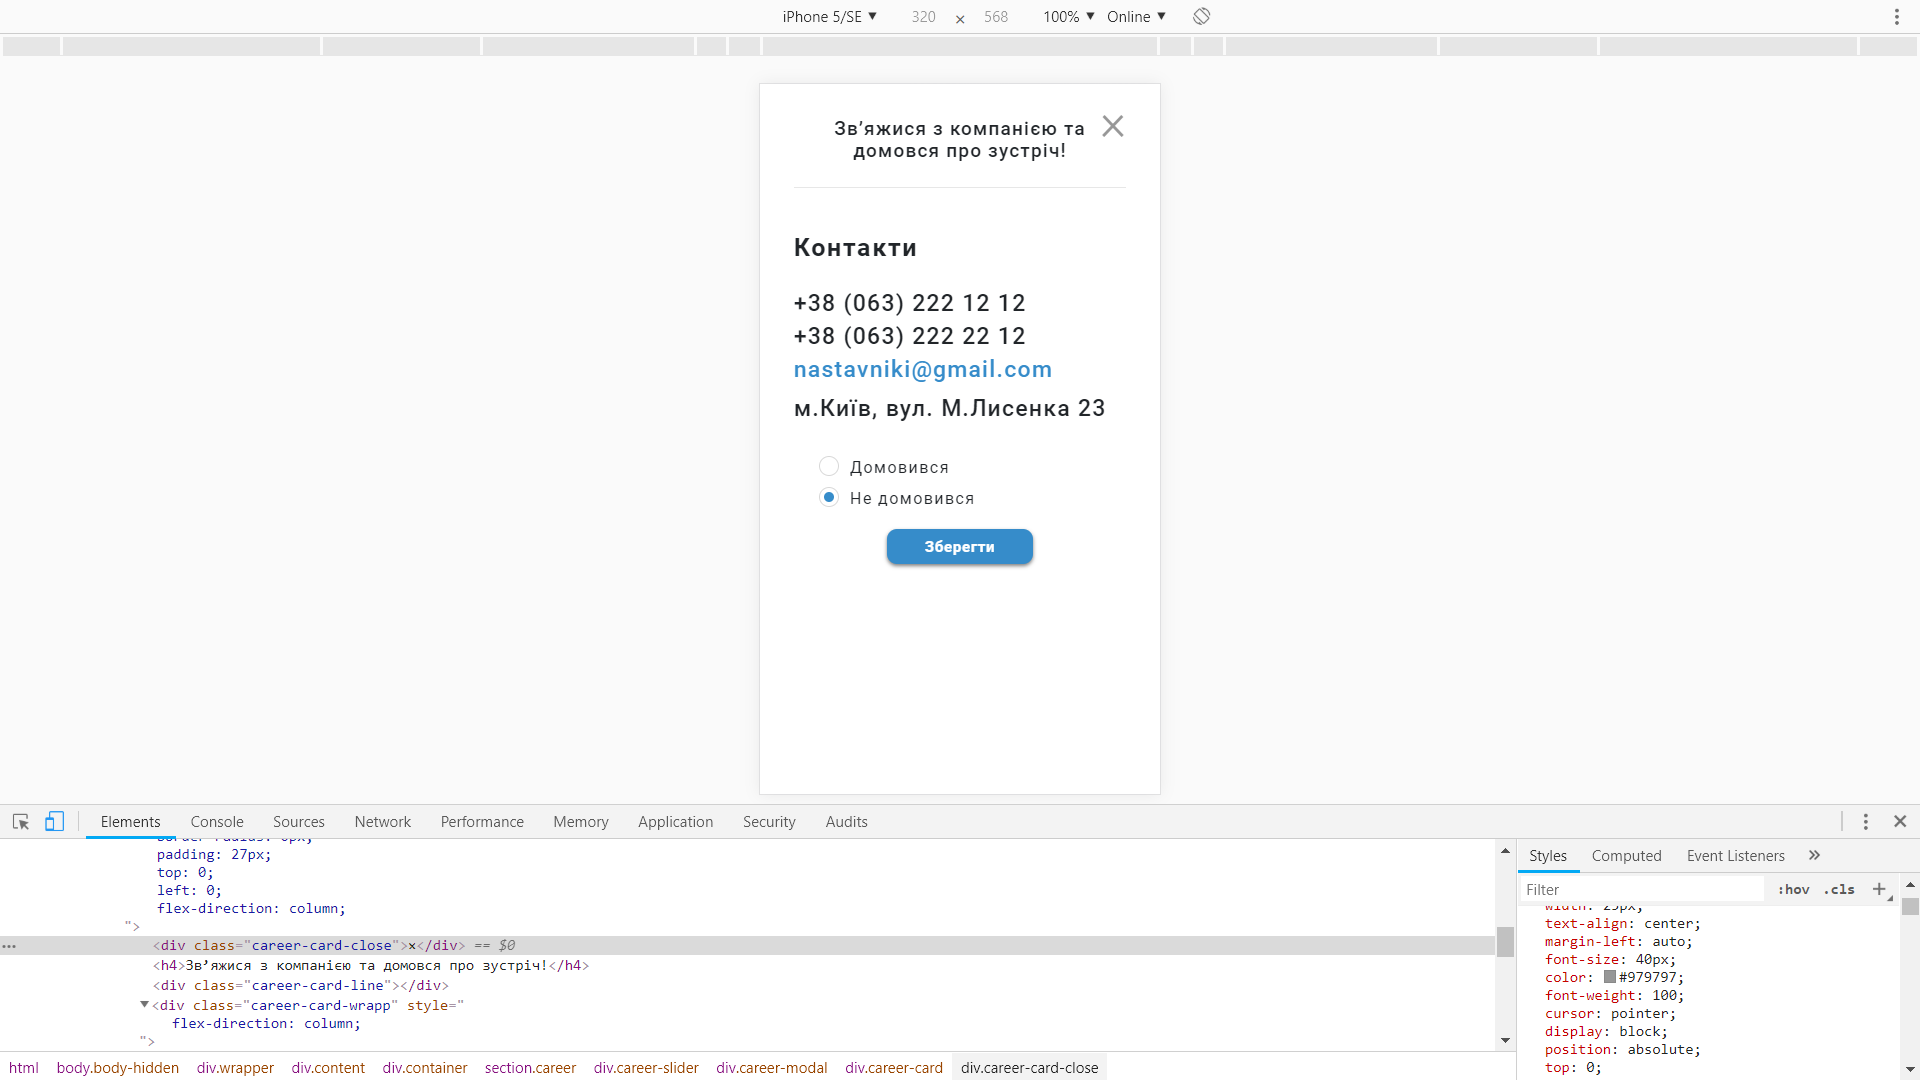 iPhone 5/SE ▼ 320 × 568 100% ▼ Online ▼
Зв’яжися з компанією та
домовся про зустріч!
Контакти
+38 (063) 222 12 12
+38 (063) 222 22 12
nastavniki@gmail.com
м.Київ, вул. М.Лисенка 23
Домовився
Не домовився
Зберегти
Elements Console Sources Network Performance Memory Application Security Audits
border-radius: 0px;
padding: 27px;
top: 0;
left: 0;
flex-direction: column;
">
<div class="career-card-close">×</div> == $0
<h4>Зв’яжися з компанією та домовся про зустріч!</h4>
<div class="career-card-line"></div>
<div class="career-card-wrapp" style="
flex-direction: column;
">
html body.body-hidden div.wrapper div.content div.container section.career div.career-slider div.career-modal div.career-card div.career-card-close
Styles Computed Event Listeners »
Filter :hov .cls +
width: 25px;
text-align: center;
margin-left: auto;
font-size: 40px;
color: #979797;
font-weight: 100;
cursor: pointer;
display: block;
position: absolute;
top: 0;